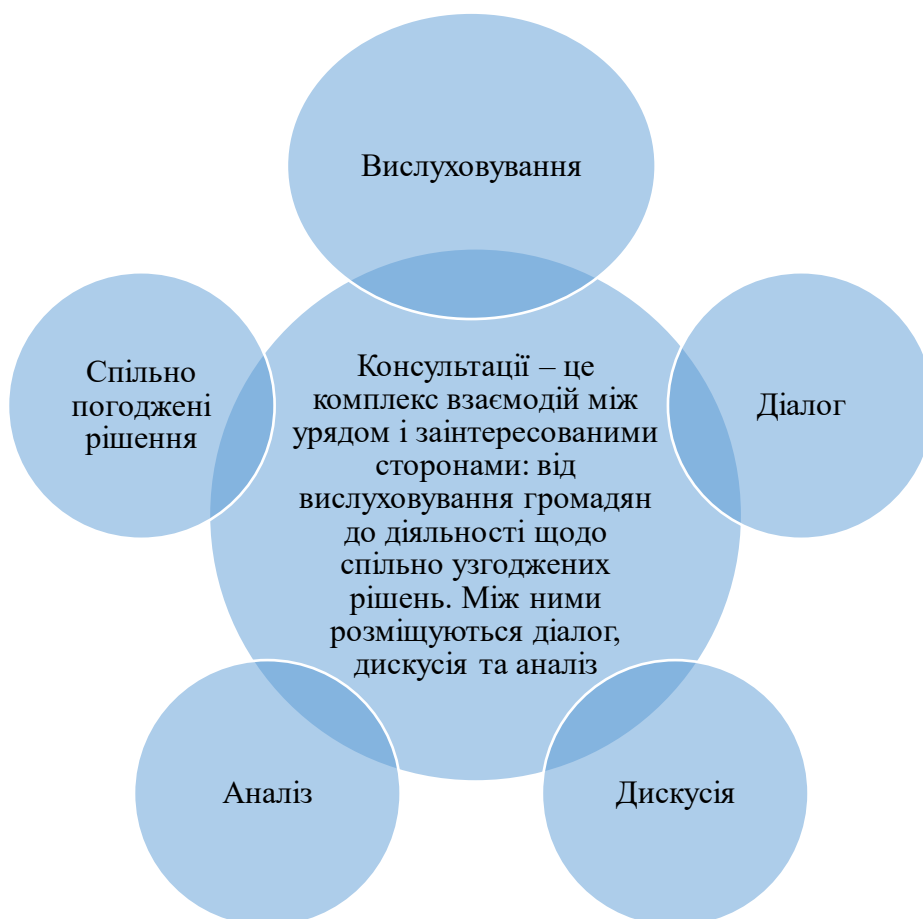 Вислуховування
Спільно
погоджені
рішення
Консультації – це
комплекс взаємодій між
урядом і заінтересованими
сторонами: від
вислуховування громадян
до діяльності щодо
спільно узгоджених
рішень. Між ними
розміщуються діалог,
дискусія та аналіз
Діалог
Аналіз
Дискусія